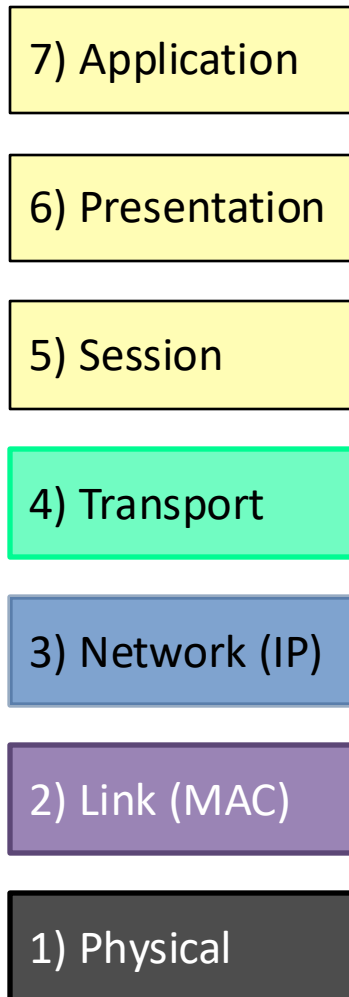 7) Application
6) Presentation
5) Session
4) Transport
3) Network (IP)
2) Link (MAC)
1) Physical